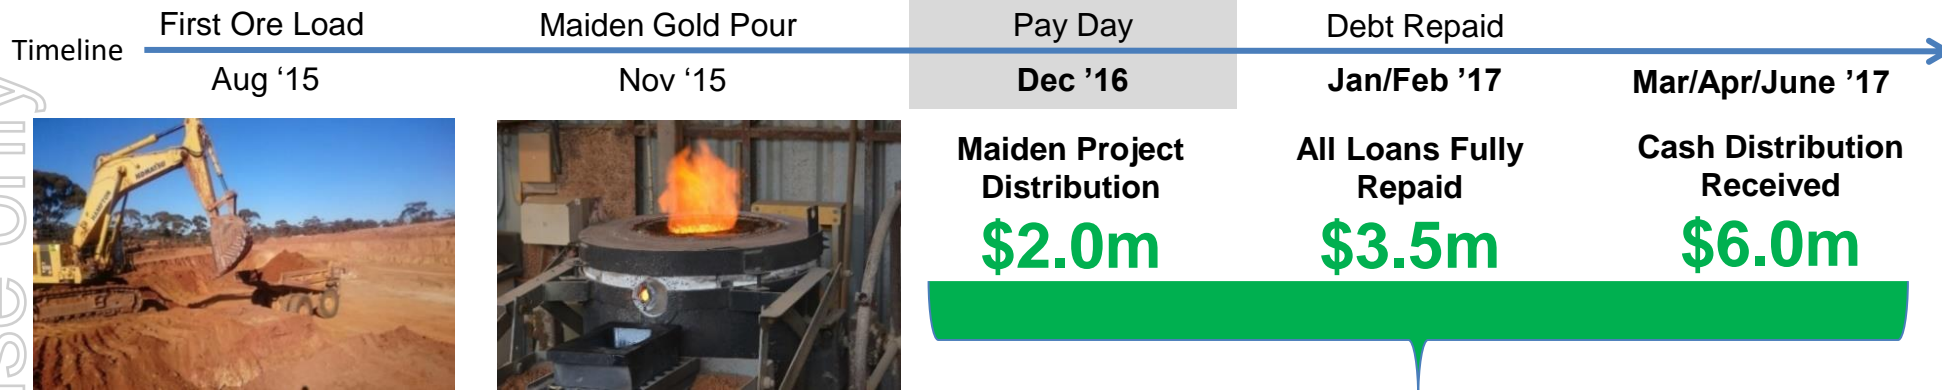 First Ore Load
Maiden Gold Pour
Pay Day
Debt Repaid
Timeline
Aug ‘15
Nov ‘15
Dec ’16
Jan/Feb ’17
Mar/Apr/June ’17
Maiden Project
Distribution
$2.0m
All Loans Fully
Repaid
$3.5m
Cash Distribution
Received
$6.0m
KOMATSU